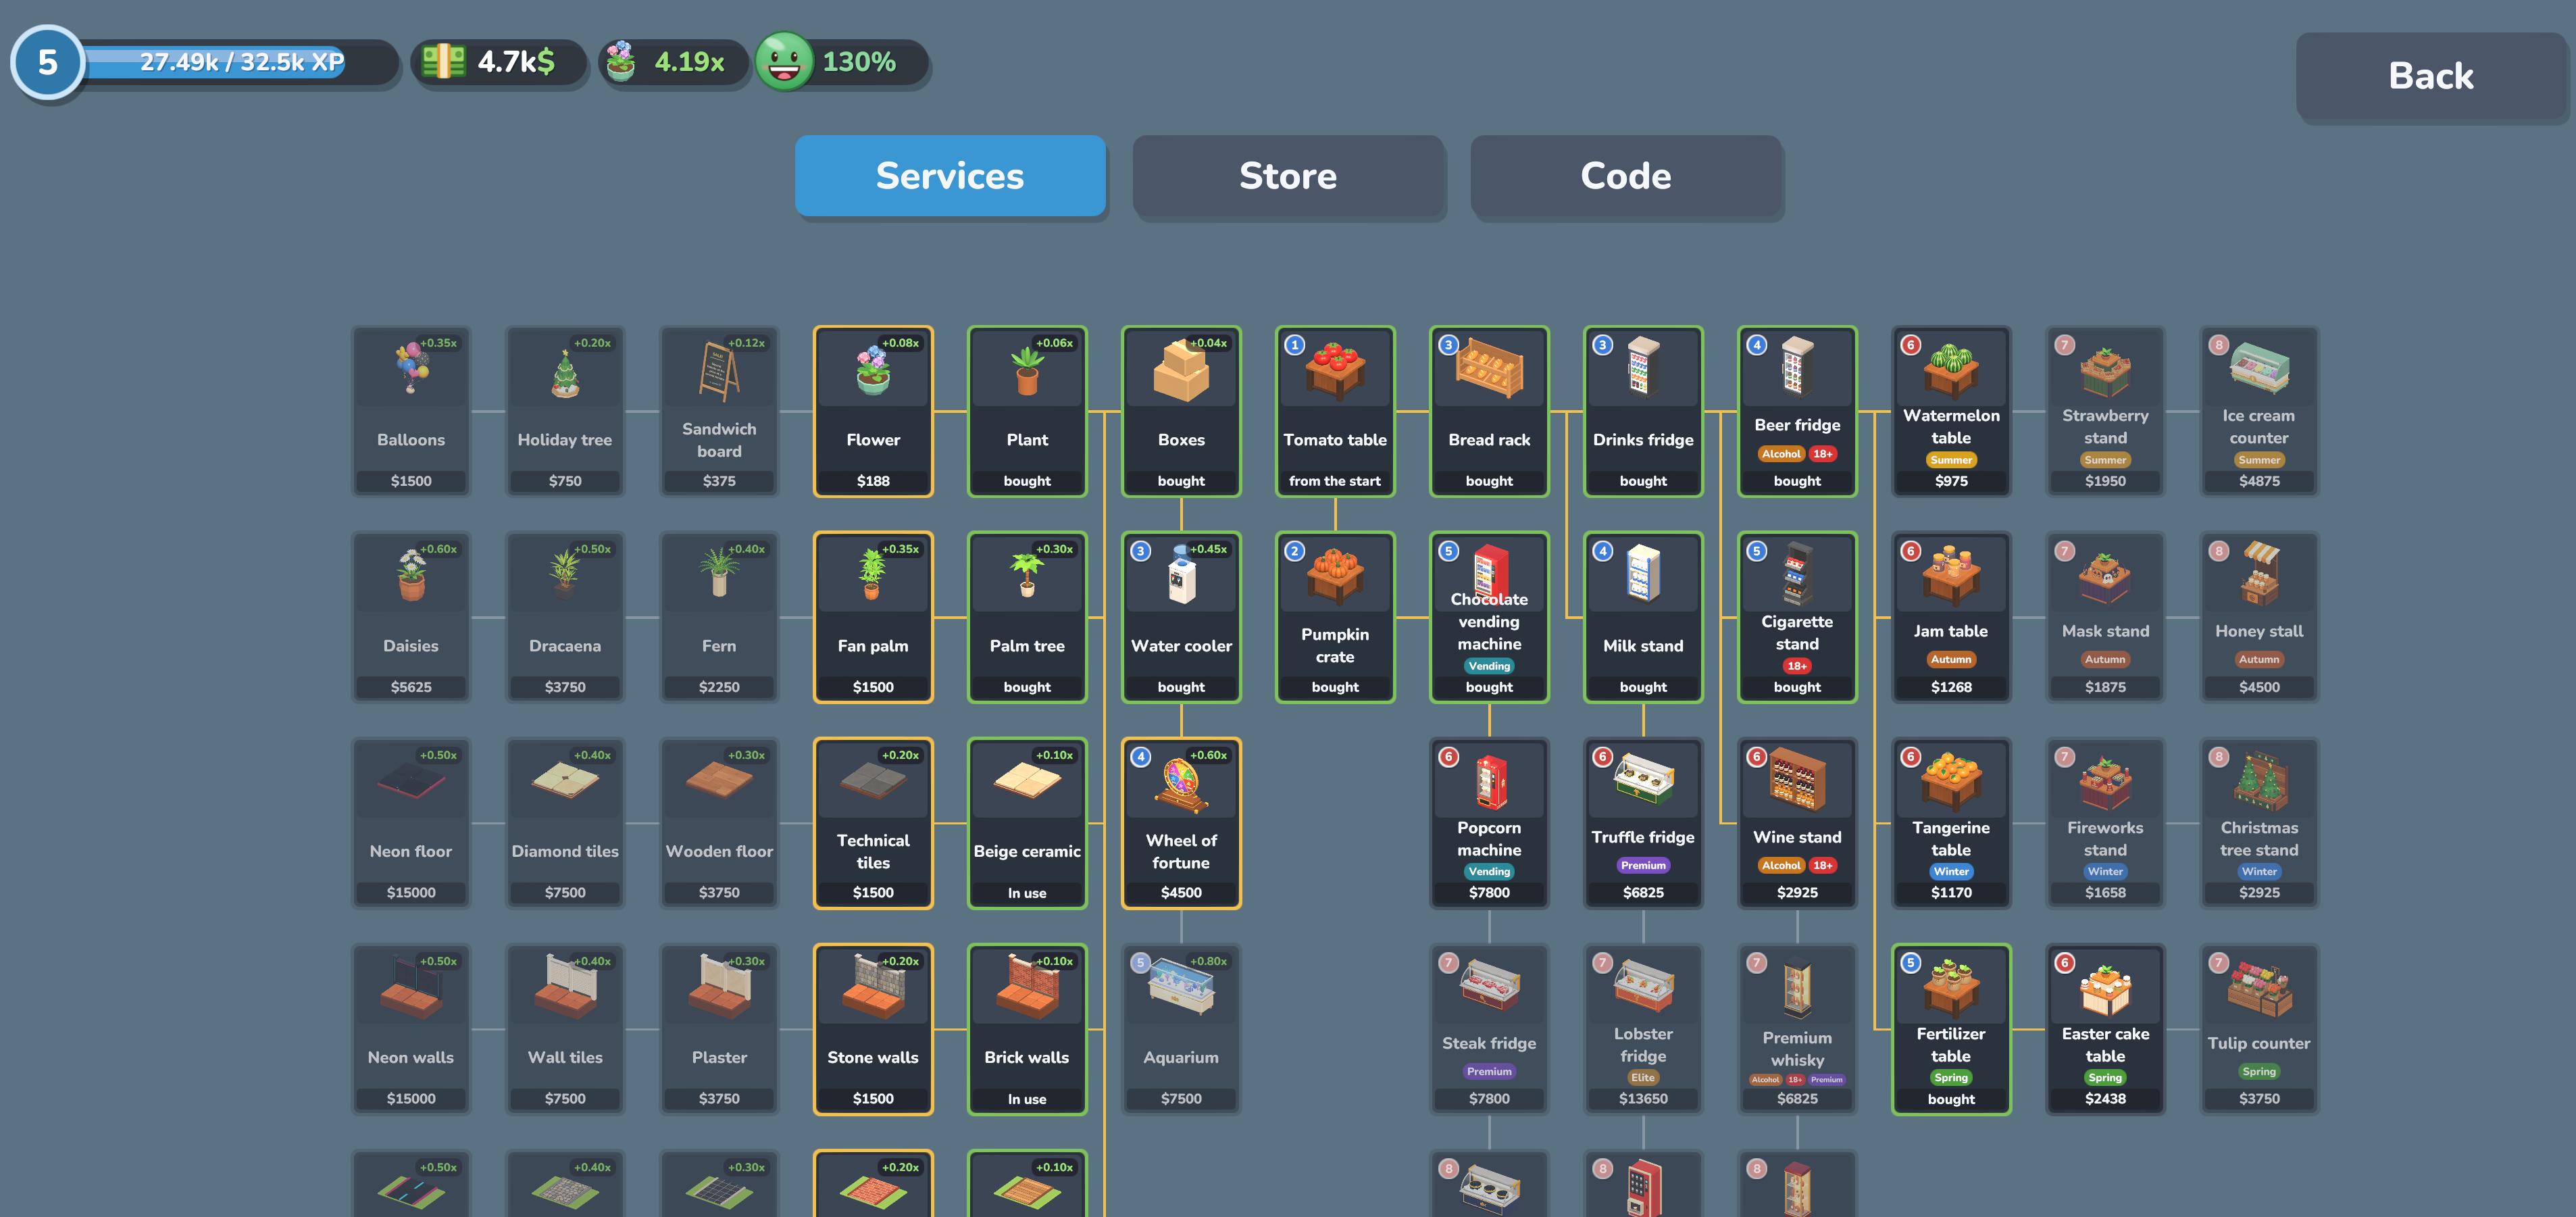 5
27.49k / 32.5k XP
4.7k$
4.19x
130%
Back
Services
Store
Code
+0.35x
Balloons
$1500
+0.20x
Holiday tree
$750
+0.12x
Sandwich
board
$375
+0.08x
Flower
$188
+0.06x
Plant
bought
+0.04x
Boxes
bought
1
Tomato table
from the start
3
Bread rack
bought
3
Drinks fridge
bought
4
Beer fridge
Alcohol 18+
bought
6
Watermelon
table
Summer
$975
7
Strawberry
stand
Summer
$1950
8
Ice cream
counter
Summer
$4875
+0.60x
Daisies
$5625
+0.50x
Dracaena
$3750
+0.40x
Fern
$2250
+0.35x
Fan palm
$1500
+0.30x
Palm tree
bought
3
+0.45x
Water cooler
bought
2
Pumpkin
crate
bought
5
Chocolate
vending
machine
Vending
bought
4
Milk stand
bought
5
Cigarette
stand
18+
bought
6
Jam table
Autumn
$1268
7
Mask stand
Autumn
$1875
8
Honey stall
Autumn
$4500
+0.50x
Neon floor
$15000
+0.40x
Diamond tiles
$7500
+0.30x
Wooden floor
$3750
+0.20x
Technical
tiles
$1500
+0.10x
Beige ceramic
In use
4
+0.60x
Wheel of
fortune
$4500
6
Popcorn
machine
Vending
$7800
6
Truffle fridge
Premium
$6825
6
Wine stand
Alcohol 18+
$2925
6
Tangerine
table
Winter
$1170
7
Fireworks
stand
Winter
$1658
8
Christmas
tree stand
Winter
$2925
+0.50x
Neon walls
$15000
+0.40x
Wall tiles
$7500
+0.30x
Plaster
$3750
+0.20x
Stone walls
$1500
+0.10x
Brick walls
In use
5
+0.80x
Aquarium
$7500
7
Steak fridge
Premium
$7800
7
Lobster
fridge
Elite
$13650
7
Premium
whisky
Alcohol 18+ Premium
$6825
5
Fertilizer
table
Spring
bought
6
Easter cake
table
Spring
$2438
7
Tulip counter
Spring
$3750
+0.50x
+0.40x
+0.30x
+0.20x
+0.10x
8
8
8